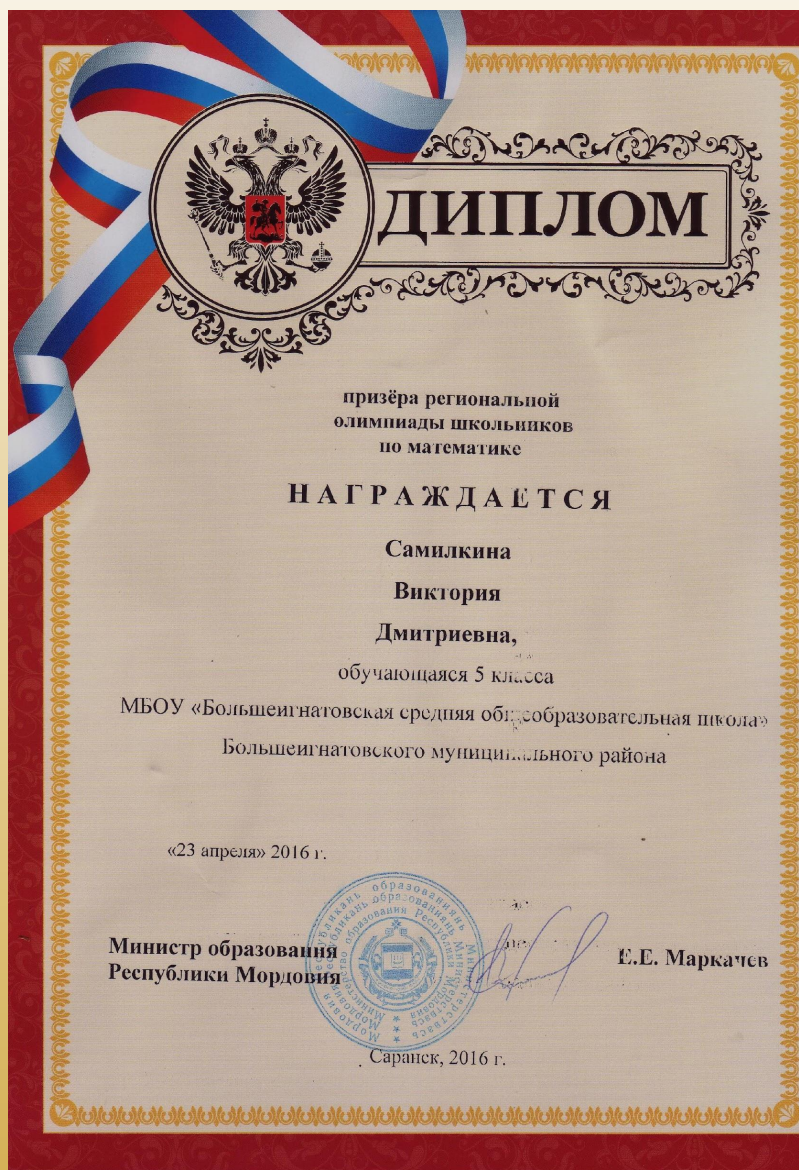 ДИПЛОМ
призёра региональной
олимпиады школьников
по математике
НАГРАЖДАЕТСЯ
Самилкина
Виктория
Дмитриевна,
обучающаяся 5 класса
МБОУ «Большеигнатовская средняя общеобразовательная школа»
Большеигнатовского муниципального района
«23 апреля» 2016 г.
Министр образования
Республики Мордовия
Е.Е. Маркачев
Саранск, 2016 г.